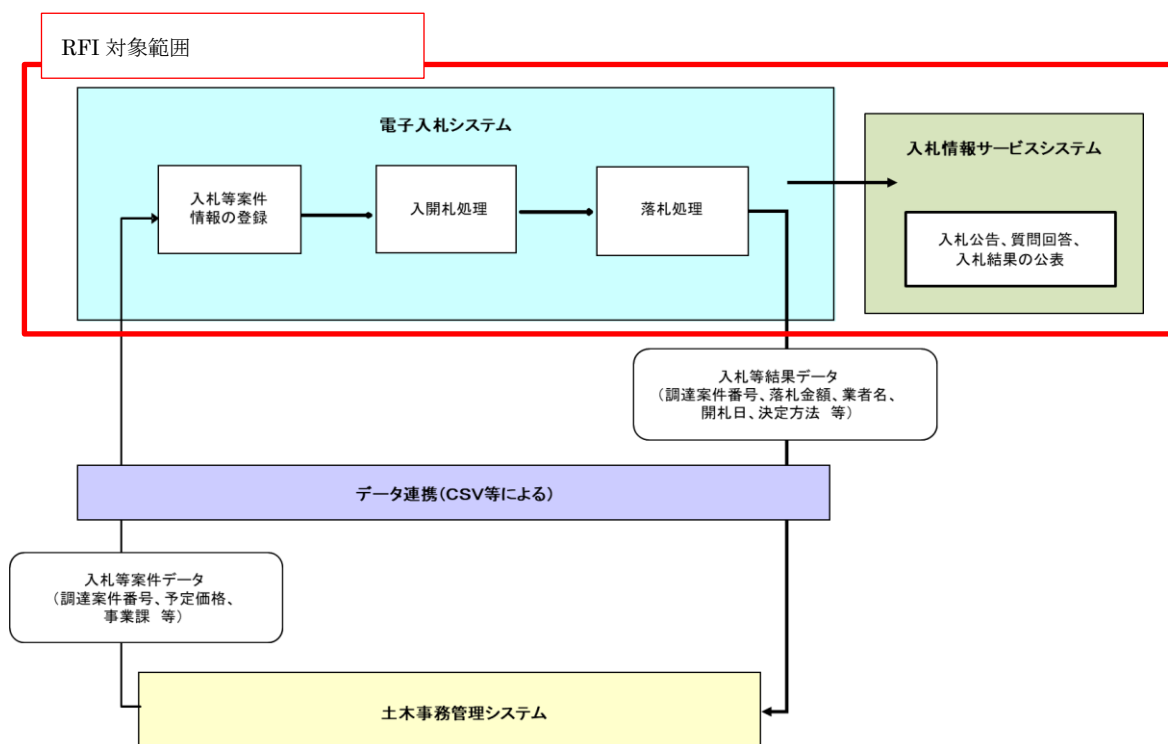 RFI 対象範囲
電子入札システム
入札等案件
情報の登録
入開札処理
落札処理
入札情報サービスシステム
入札公告、質問回答、
入札結果の公表
入札等結果データ
（調達案件番号、落札金額、業者名、
開札日、決定方法 等）
データ連携（CSV等による）
入札等案件データ
（調達案件番号、予定価格、
事業課 等）
土木事務管理システム